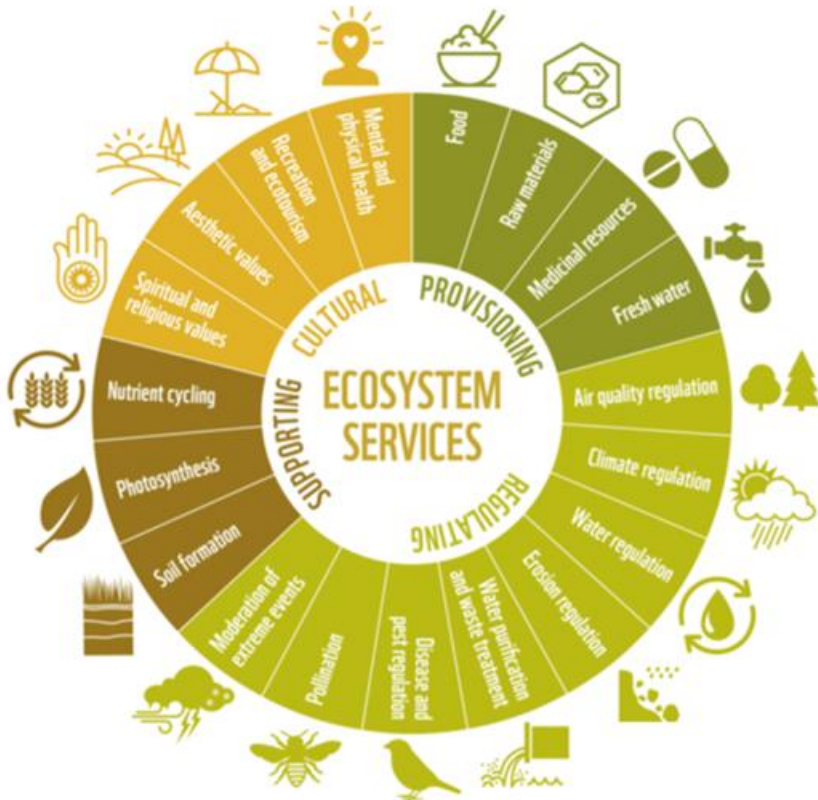 ECOSYSTEM
SERVICES
PROVISIONING
Food
Raw materials
Medicinal resources
Fresh water
REGULATING
Air quality regulation
Climate regulation
Water regulation
Erosion regulation
Water purification
and waste treatment
Disease and
pest regulation
Pollination
Moderation of
extreme events
SUPPORTING
Soil formation
Photosynthesis
Nutrient cycling
CULTURAL
Spiritual and
religious values
Aesthetic values
Recreation
and ecotourism
Mental and
physical health